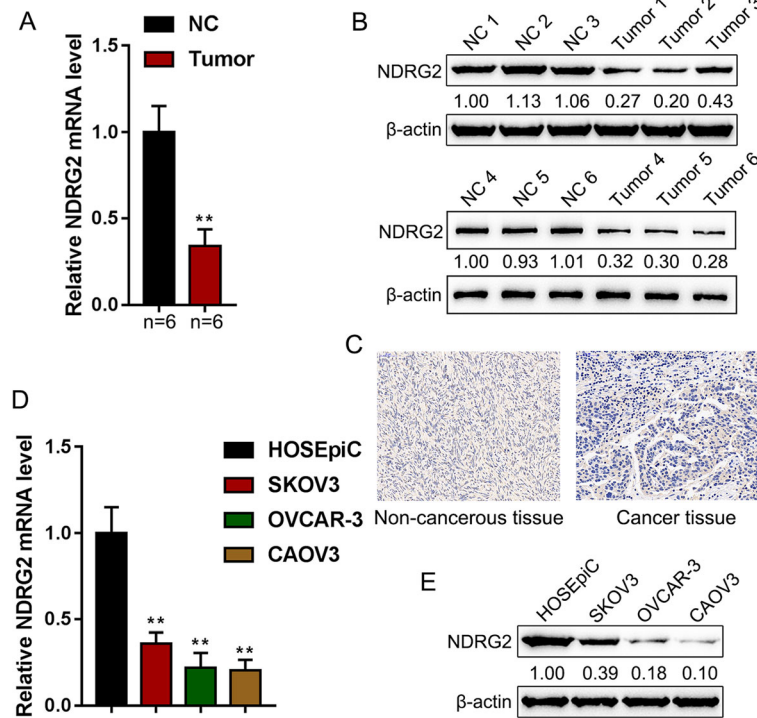 A
Relative NDRG2 mRNA level
1.5
1.0
0.5
0.0
NC
Tumor
**
n=6 n=6
B
NC 1 NC 2 NC 3 Tumor 1 Tumor 2 Tumor 3
NDRG2
1.00 1.13 1.06 0.27 0.20 0.43
β-actin
NC 4 NC 5 NC 6 Tumor 4 Tumor 5 Tumor 6
NDRG2
1.00 0.93 1.01 0.32 0.30 0.28
β-actin
C
Non-cancerous tissue Cancer tissue
D
Relative NDRG2 mRNA level
1.5
1.0
0.5
0.0
HOSEpiC
SKOV3
OVCAR-3
CAOV3
** ** **
E
HOSEpiC SKOV3 OVCAR-3 CAOV3
NDRG2
1.00 0.39 0.18 0.10
β-actin